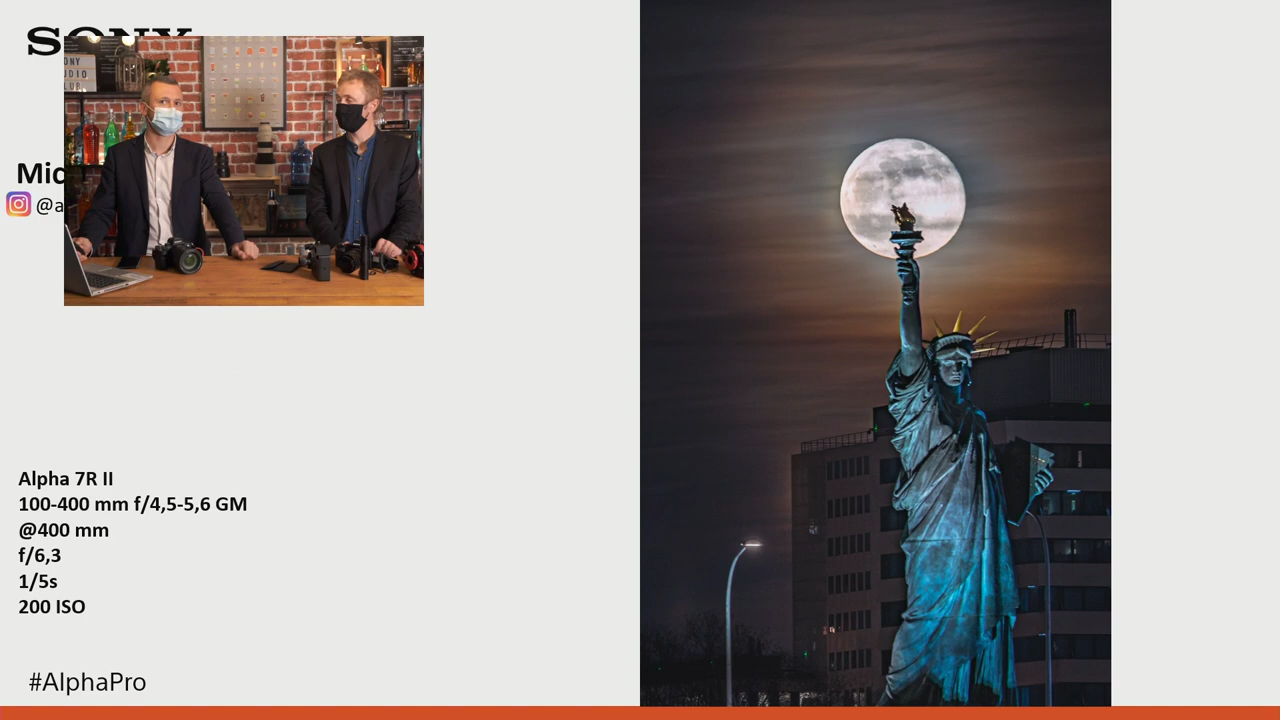 SONY
Mic
@a
Alpha 7R II
100-400 mm f/4,5-5,6 GM
@400 mm
f/6,3
1/5s
200 ISO
#AlphaPro